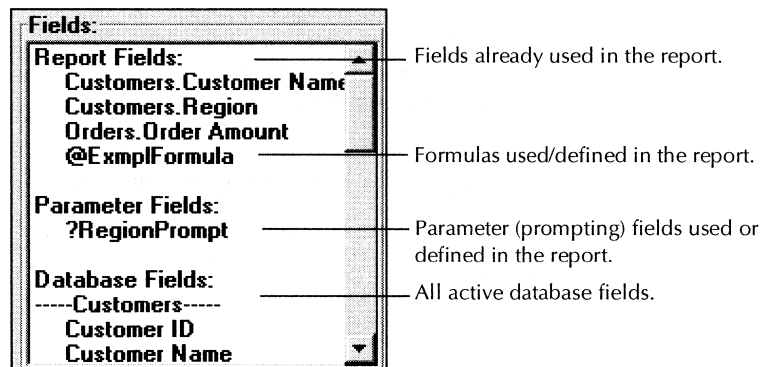 Fields:
Report Fields:
Customers.Customer Name
Customers.Region
Orders.Order Amount
@ExmplFormula
Parameter Fields:
?RegionPrompt
Database Fields:
-----Customers-----
Customer ID
Customer Name
Fields already used in the report.
Formulas used/defined in the report.
Parameter (prompting) fields used or
defined in the report.
All active database fields.